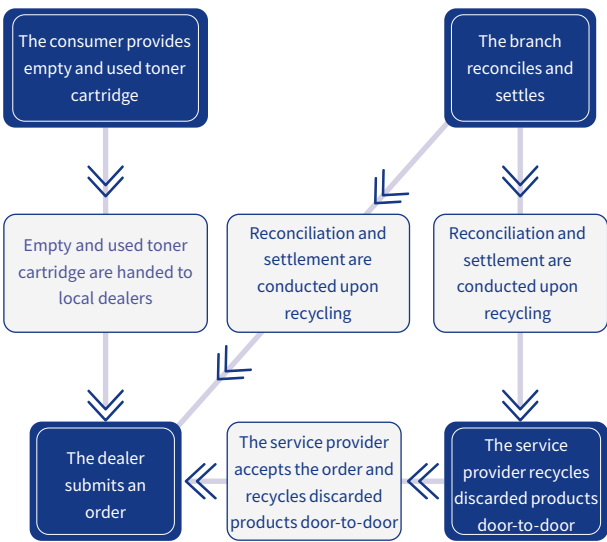 The consumer provides
empty and used toner
cartridge
The branch
reconciles and
settles
Empty and used toner
cartridge are handed to
local dealers
Reconciliation and
settlement are
conducted upon
recycling
Reconciliation and
settlement are
conducted upon
recycling
The dealer
submits an
order
The service provider
accepts the order and
recycles discarded
products door-to-door
The service
provider recycles
discarded products
door-to-door